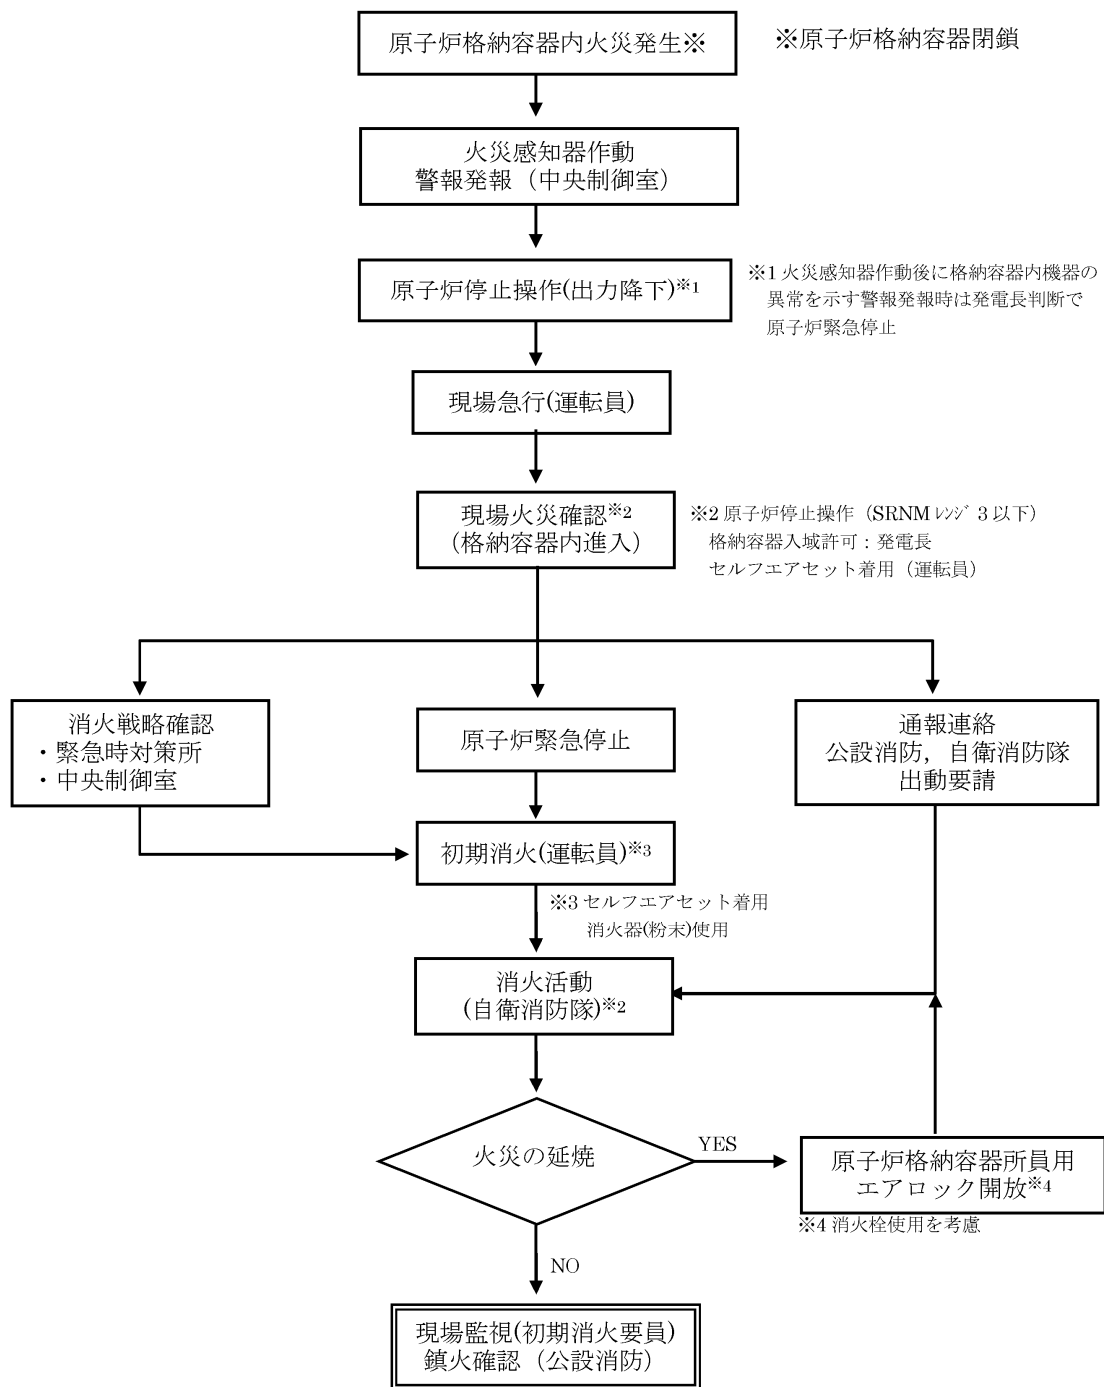 原子炉格納容器内火災発生※
※原子炉格納容器閉鎖
火災感知器作動
警報発報（中央制御室）
原子炉停止操作(出力降下)※1
※1 火災感知器作動後に格納容器内機器の
異常を示す警報発報時は発電長判断で
原子炉緊急停止
現場急行(運転員)
現場火災確認※2
（格納容器内進入）
※2 原子炉停止操作（SRNM ﾚﾝｼﾞ 3 以下）
格納容器入域許可：発電長
セルフエアセット着用（運転員）
消火戦略確認
・緊急時対策所
・中央制御室
原子炉緊急停止
通報連絡
公設消防，自衛消防隊
出動要請
初期消火(運転員)※3
※3 セルフエアセット着用
消火器(粉末)使用
消火活動
(自衛消防隊)※2
火災の延焼
YES
原子炉格納容器所員用
エアロック開放※4
※4 消火栓使用を考慮
NO
現場監視(初期消火要員)
鎮火確認（公設消防）